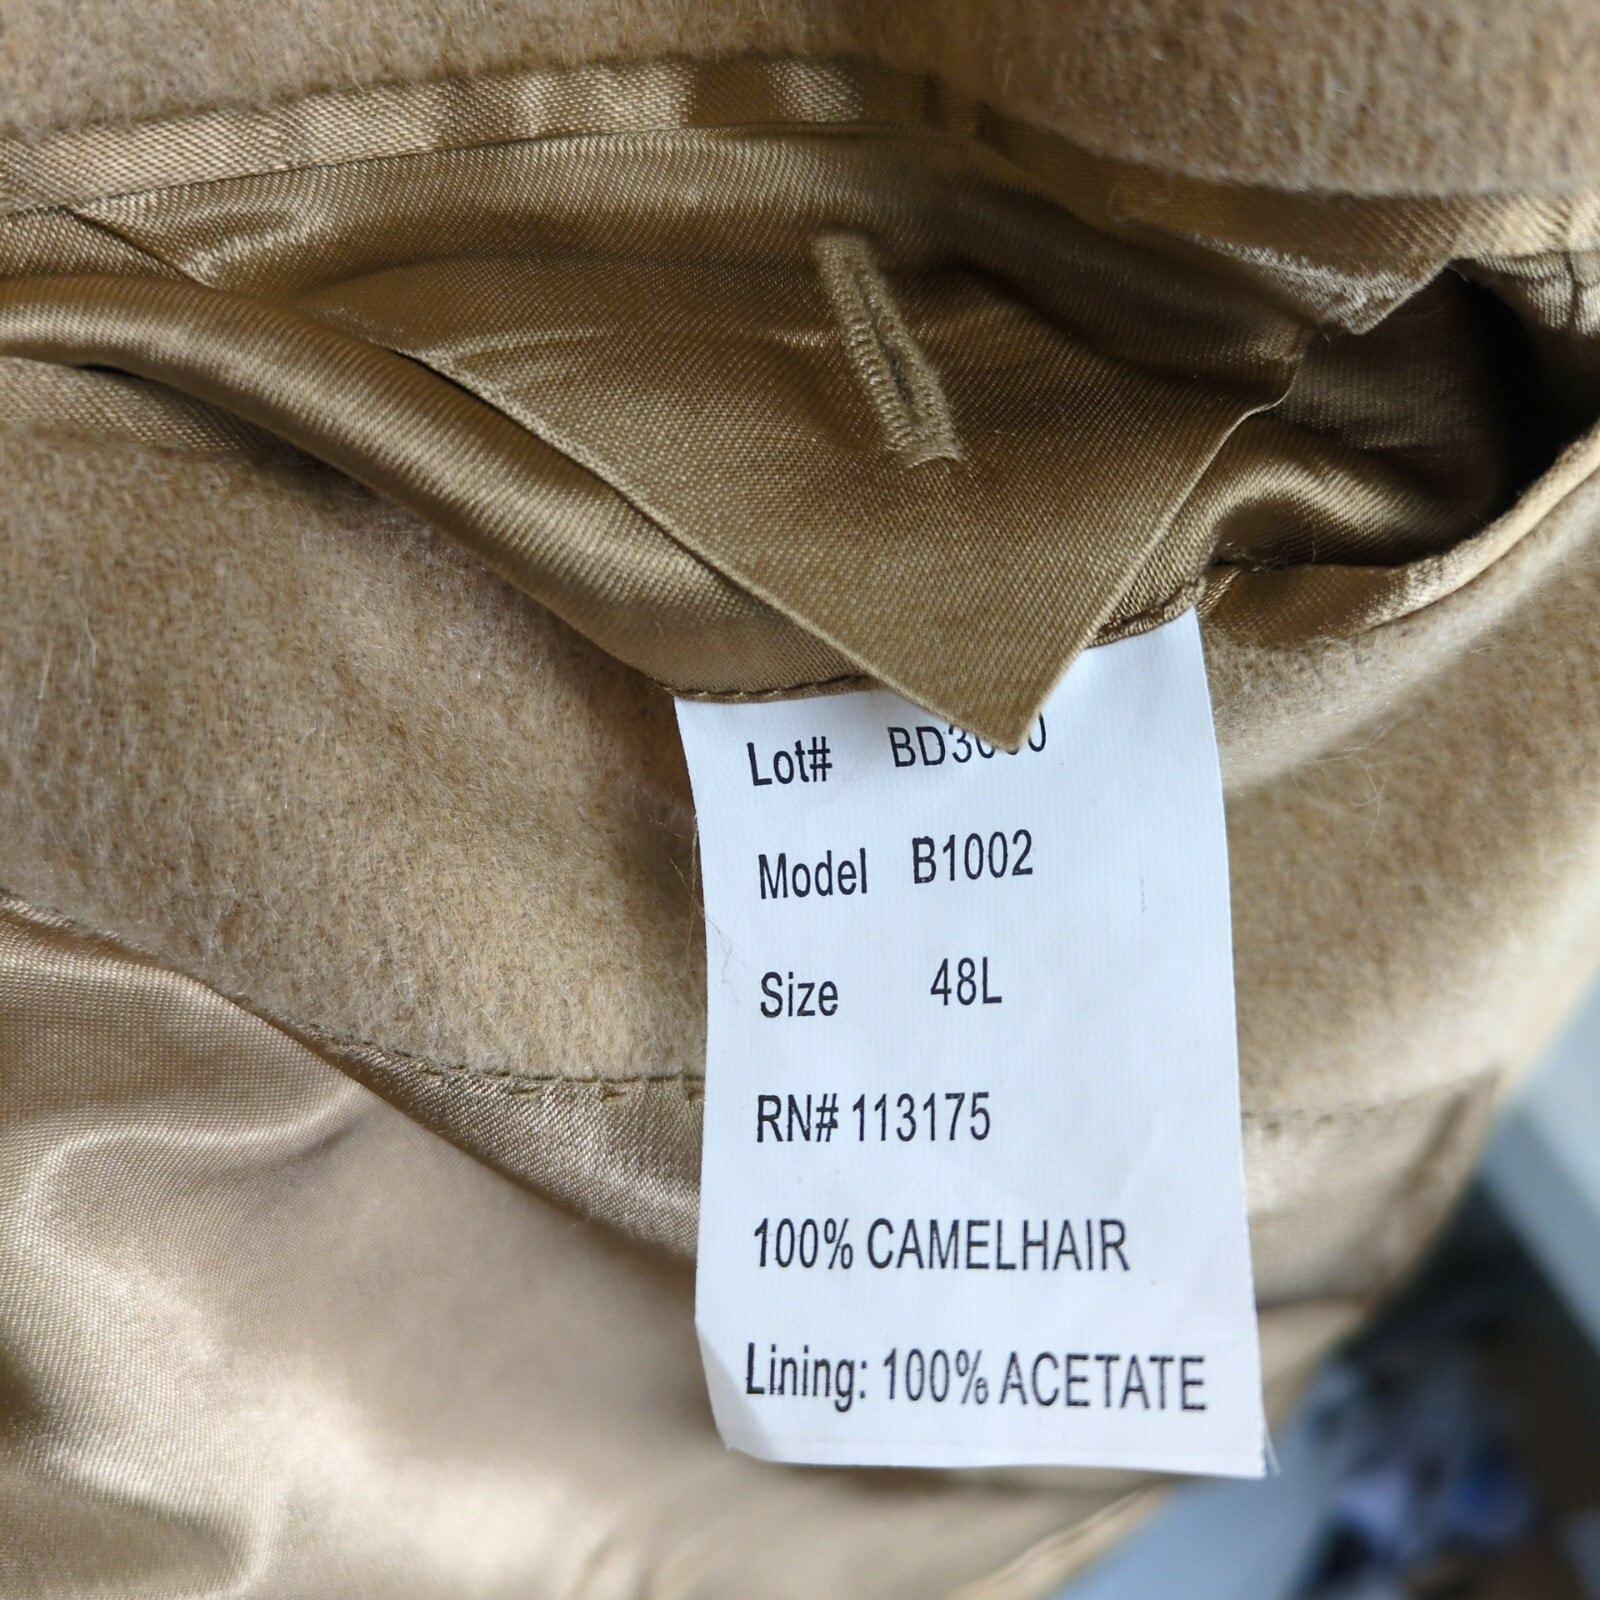 Lot#
Model B1002
Size 48L
RN# 113175
100% CAMELHAIR
Lining: 100% ACETATE